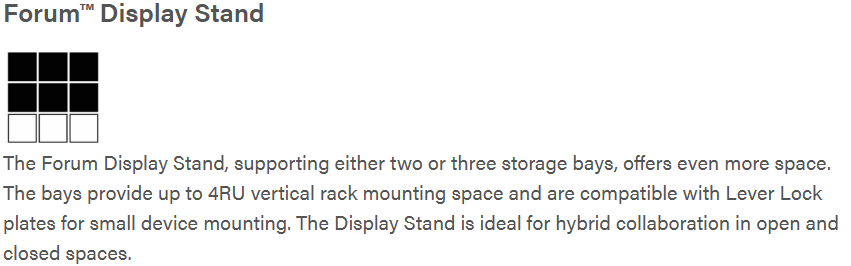 Forum™ Display Stand
The Forum Display Stand, supporting either two or three storage bays, offers even more space.
The bays provide up to 4RU vertical rack mounting space and are compatible with Lever Lock
plates for small device mounting. The Display Stand is ideal for hybrid collaboration in open and
closed spaces.